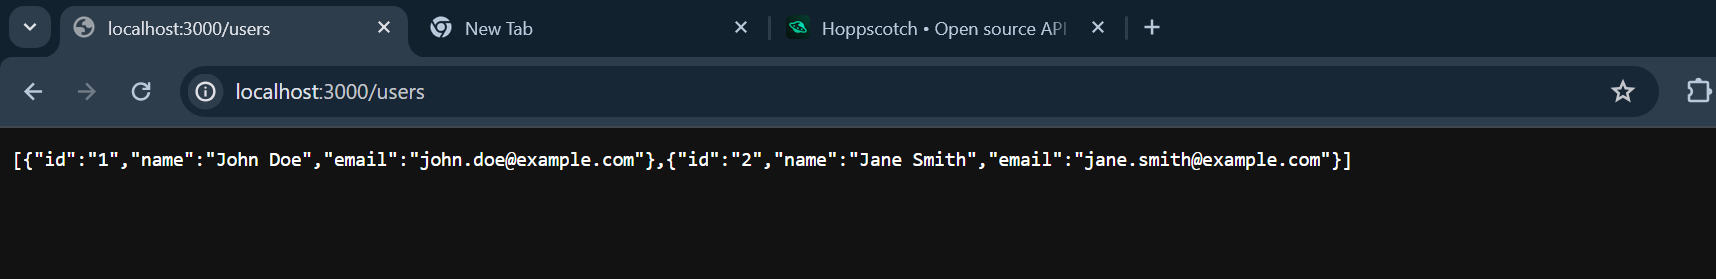 localhost:3000/users
New Tab
Hoppscotch • Open source API
localhost:3000/users
[{"id":"1","name":"John Doe","email":"john.doe@example.com"},{"id":"2","name":"Jane Smith","email":"jane.smith@example.com"}]